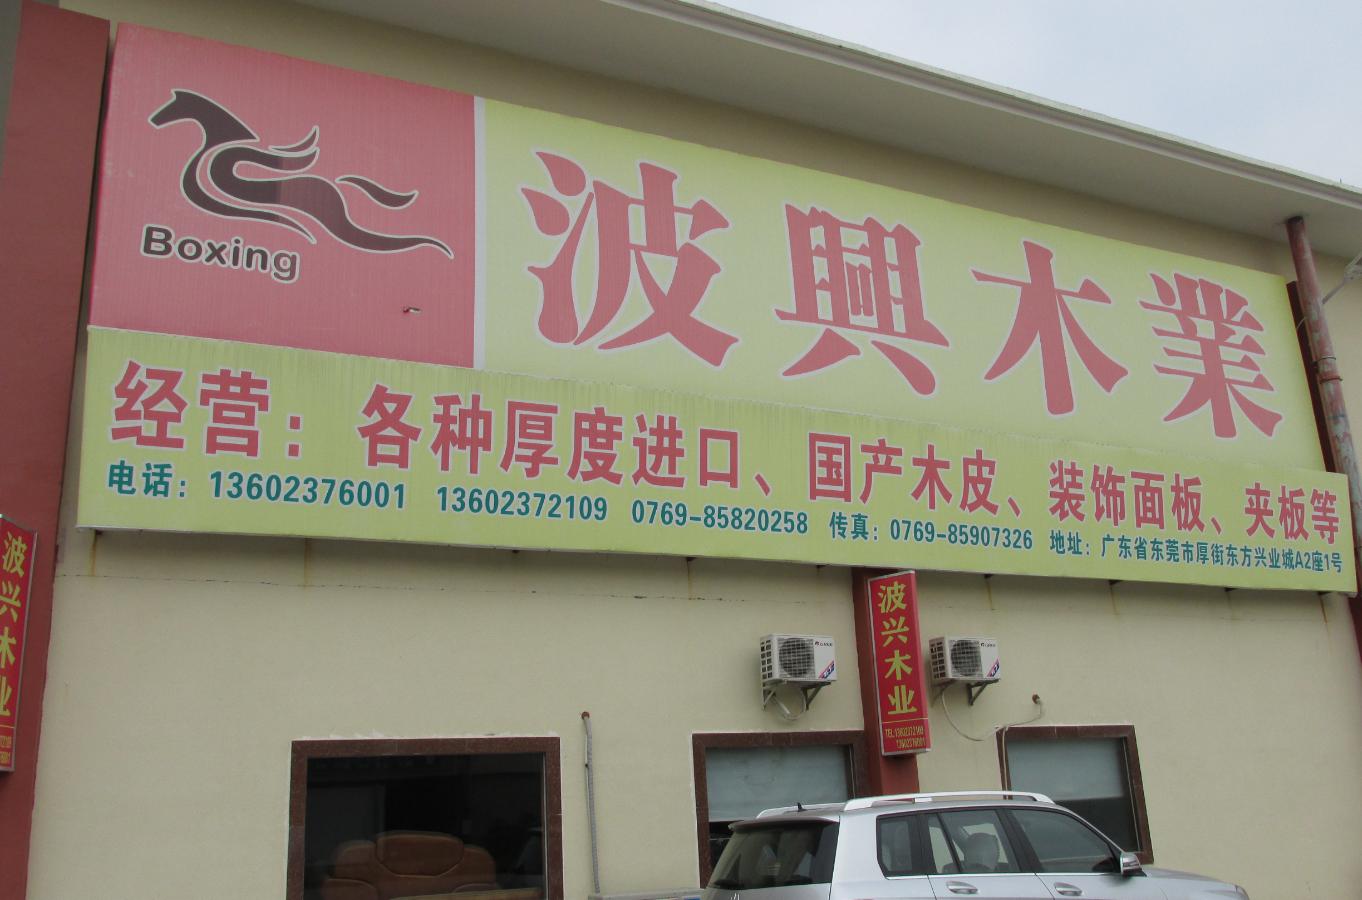 Boxing
波興木業
经营：各种厚度进口、国产木皮、装饰面板、夹板等
电话：13602376001 13602372109 0769-85820258 传真：0769-85907326 地址：广东省东莞市厚街东方兴业城A2座1号
波兴木业
波兴木业
TEL:13602372109
13602376001